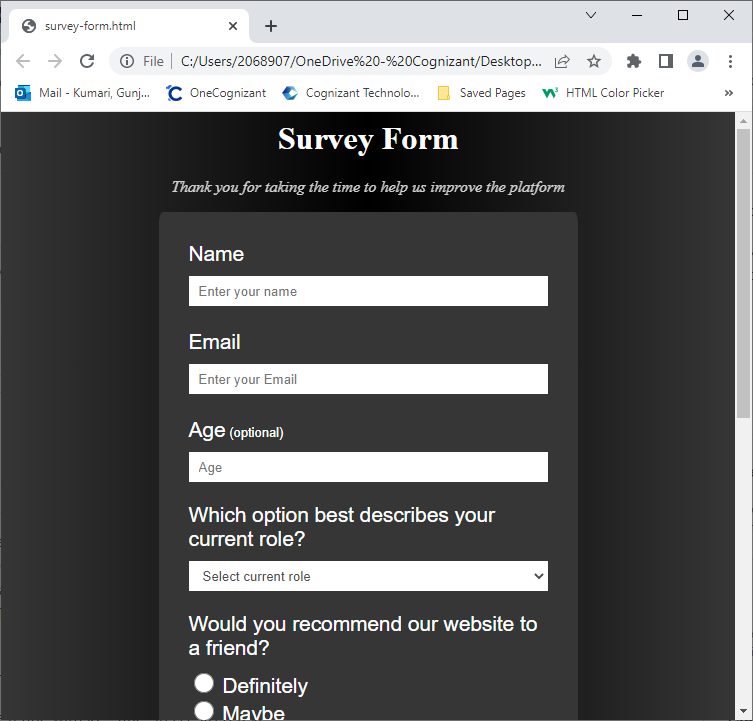 survey-form.html
File
C:/Users/2068907/OneDrive%20-%20Cognizant/Desktop...
Mail - Kumari, Gunj...
OneCognizant
Cognizant Technolo...
Saved Pages
HTML Color Picker
»
Survey Form
Thank you for taking the time to help us improve the platform
Name
Enter your name
Email
Enter your Email
Age (optional)
Age
Which option best describes your
current role?
Select current role
Would you recommend our website to
a friend?
Definitely
Maybe